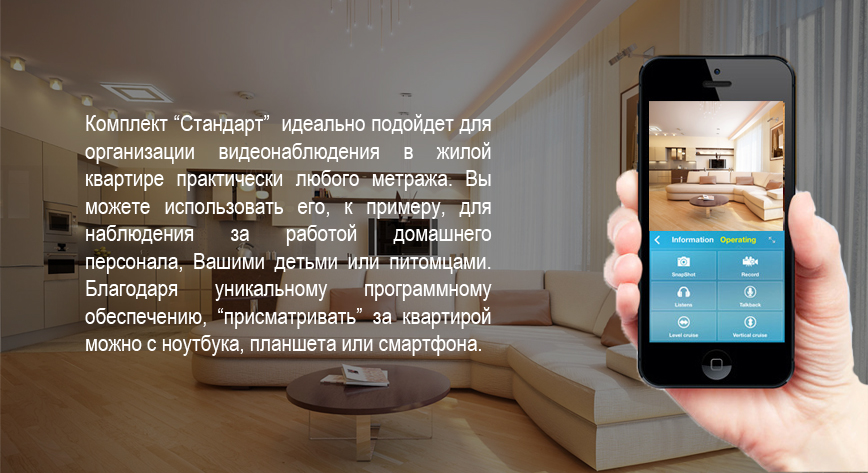 Комплект “Стандарт” идеально подойдет для
организации видеонаблюдения в жилой
квартире практически любого метража. Вы
можете использовать его, к примеру, для
наблюдения за работой домашнего
персонала, Вашими детьми или питомцами.
Благодаря уникальному программному
обеспечению, “присматривать” за квартирой
можно с ноутбука, планшета или смартфона.
Information Operating
SnapShot Record
Listens Talkback
Level cruise Vertical cruise